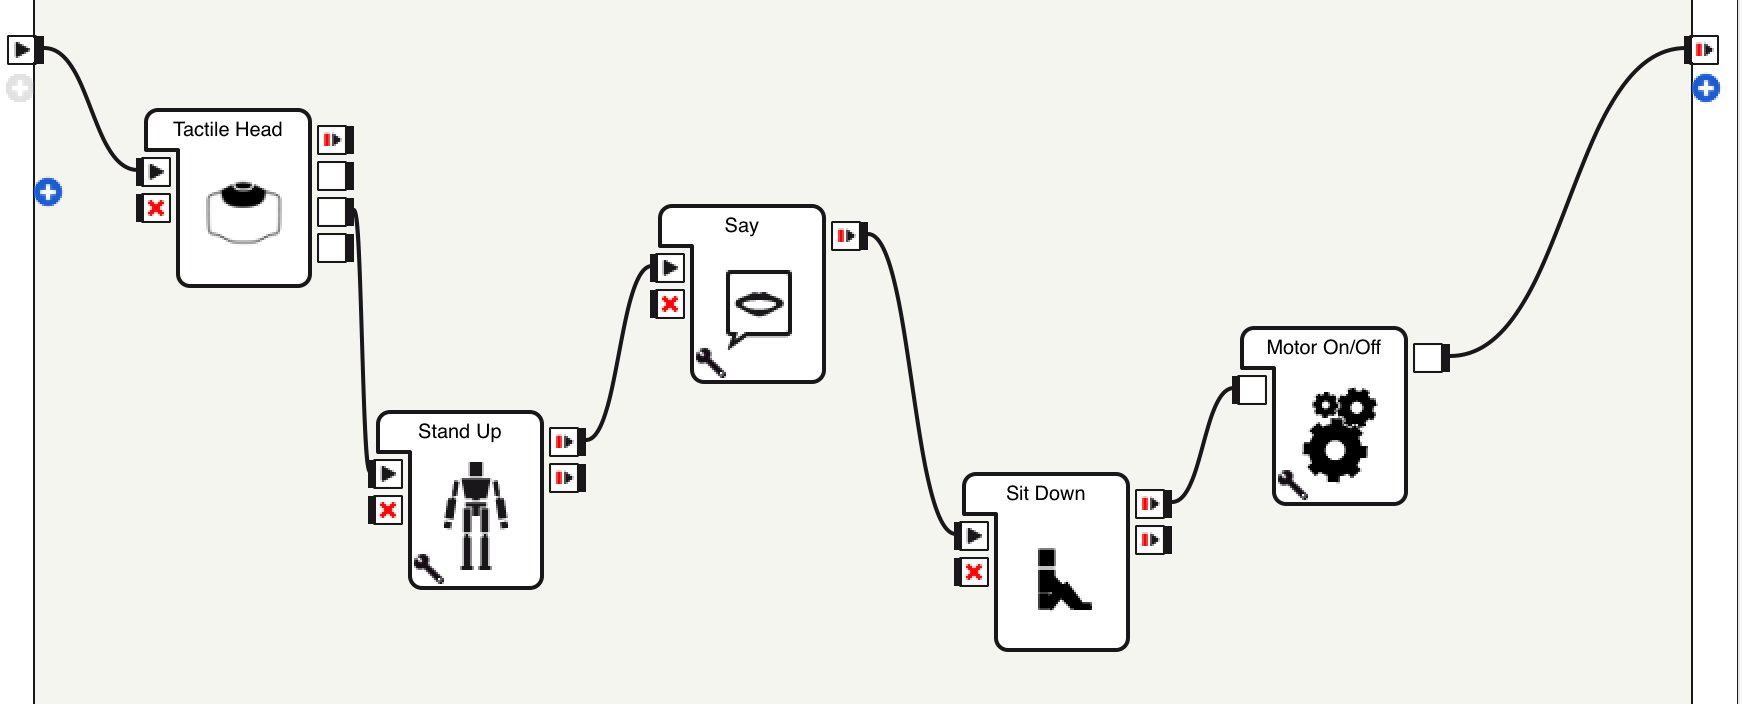 Tactile Head
Say
Motor On/Off
Stand Up
Sit Down